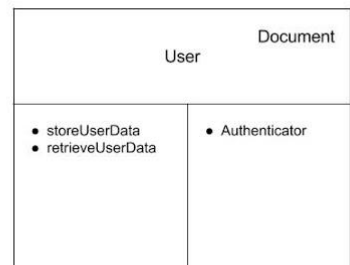 Document
User
● storeUserData
● retrieveUserData
● Authenticator